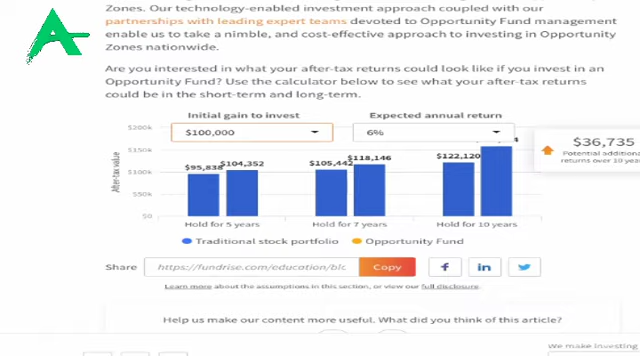 Zones. Our technology-enabled investment approach coupled with our
partnerships with leading expert teams devoted to Opportunity Fund management
enable us to take a nimble, and cost-effective approach to investing in Opportunity
Zones nationwide.
Are you interested in what your after-tax returns could look like if you invest in an
Opportunity Fund? Use the calculator below to see what your after-tax returns
could be in the short-term and long-term.
Initial gain to invest
Expected annual return
$100,000
6%
$36,735
Potential additional
returns over 10 yea
After-tax value
$200k
$150k
$100k
$50k
$0
$95,838
$104,352
$105,442
$118,146
$122,120
Hold for 5 years
Hold for 7 years
Hold for 10 years
Traditional stock portfolio
Opportunity Fund
Share
https://fundrise.com/education/blo
Copy
Learn more about the assumptions in this section, or view our full disclosure.
Help us make our content more useful. What did you think of this article?
We make investing